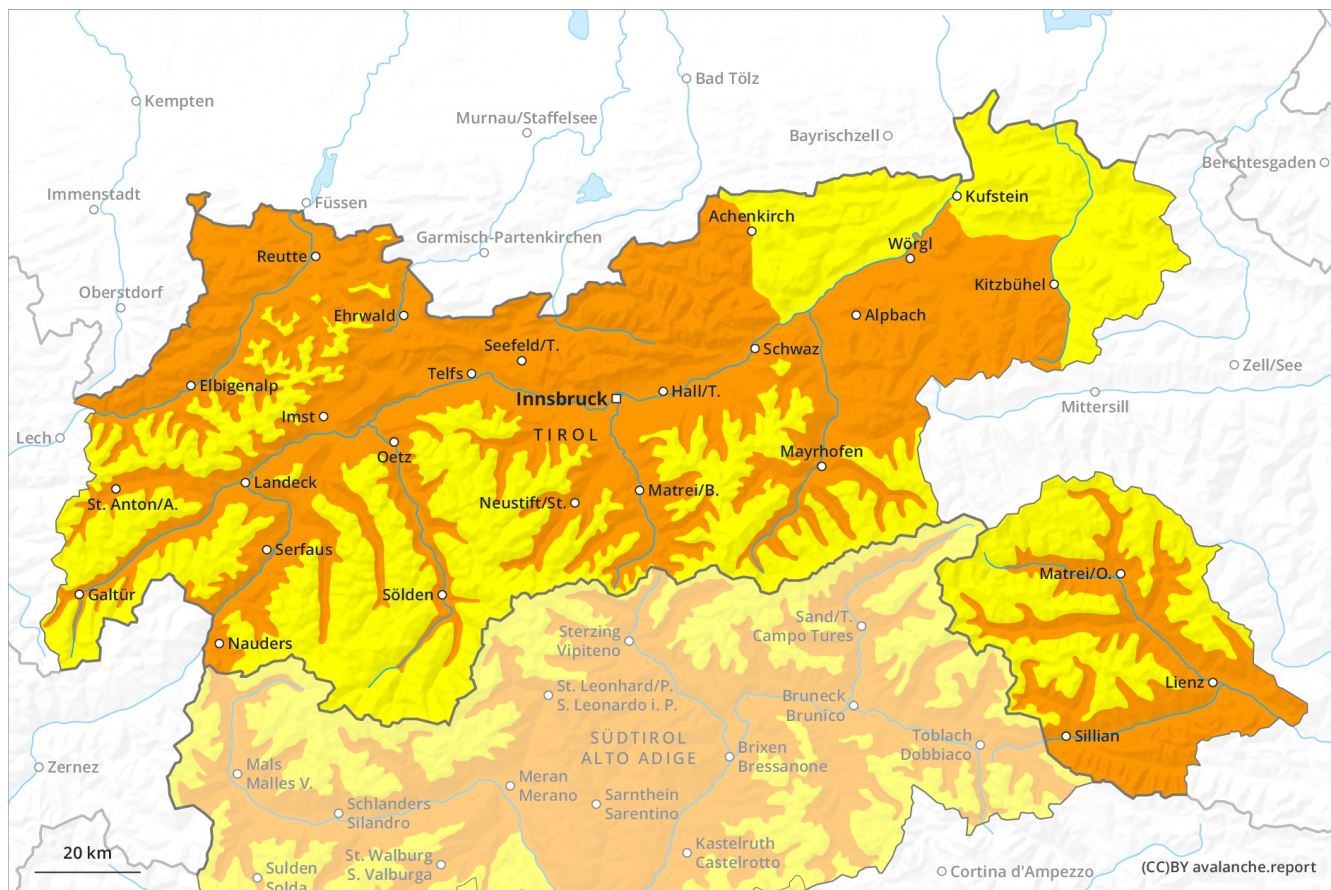 Kempten
Bad Tölz
Murnau/Staffelsee
Bayrischzell
Berchtesgaden
Immenstadt
Füssen
Kufstein
Achenkirch
Garmisch-Partenkirchen
Wörgl
Reutte
Oberstdorf
Kitzbühel
Ehrwald
Alpbach
Seefeld/T.
Schwaz
Zell/See
Telfs
Elbigenalp
Hall/T.
Innsbruck
Mittersill
Imst
TIROL
Lech
Oetz
Mayrhofen
Landeck
St. Anton/A.
Neustift/St.
Matrei/B.
Serfaus
Matrei/O.
Galtür
Sölden
Sand/T.
Campo Tures
Sterzing
Vipiteno
Nauders
Lienz
St. Leonhard/P.
S. Leonardo i. P.
Bruneck
Brunico
SÜDTIROL
ALTO ADIGE
Sillian
Toblach
Dobbiaco
Brixen
Bressanone
Zernez
Mals
Malles V.
Meran
Merano
Sarnthein
Sarentino
Schlanders
Silandro
Kastelruth
Castelrotto
St. Walburg
S. Valburga
20 km
Sulden
Solda
Cortina d'Ampezzo
(CC)BY avalanche.report